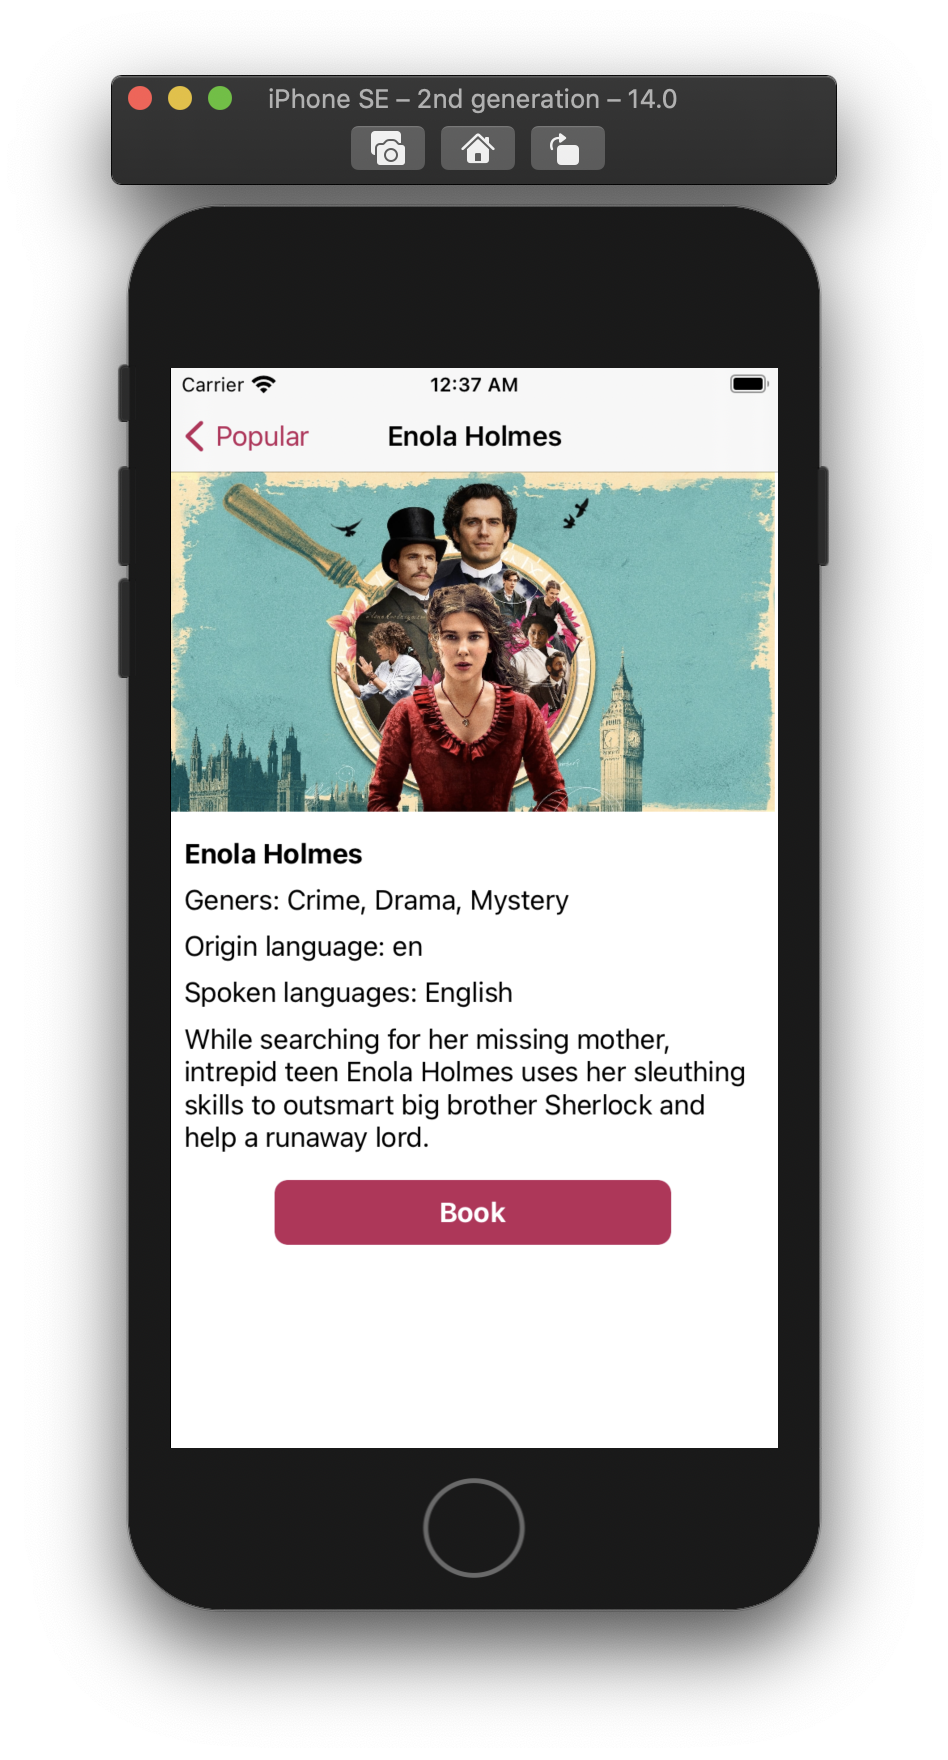 iPhone SE – 2nd generation – 14.0
Carrier 12:37 AM
Popular Enola Holmes
Enola Holmes
Geners: Crime, Drama, Mystery
Origin language: en
Spoken languages: English
While searching for her missing mother,
intrepid teen Enola Holmes uses her sleuthing
skills to outsmart big brother Sherlock and
help a runaway lord.
Book